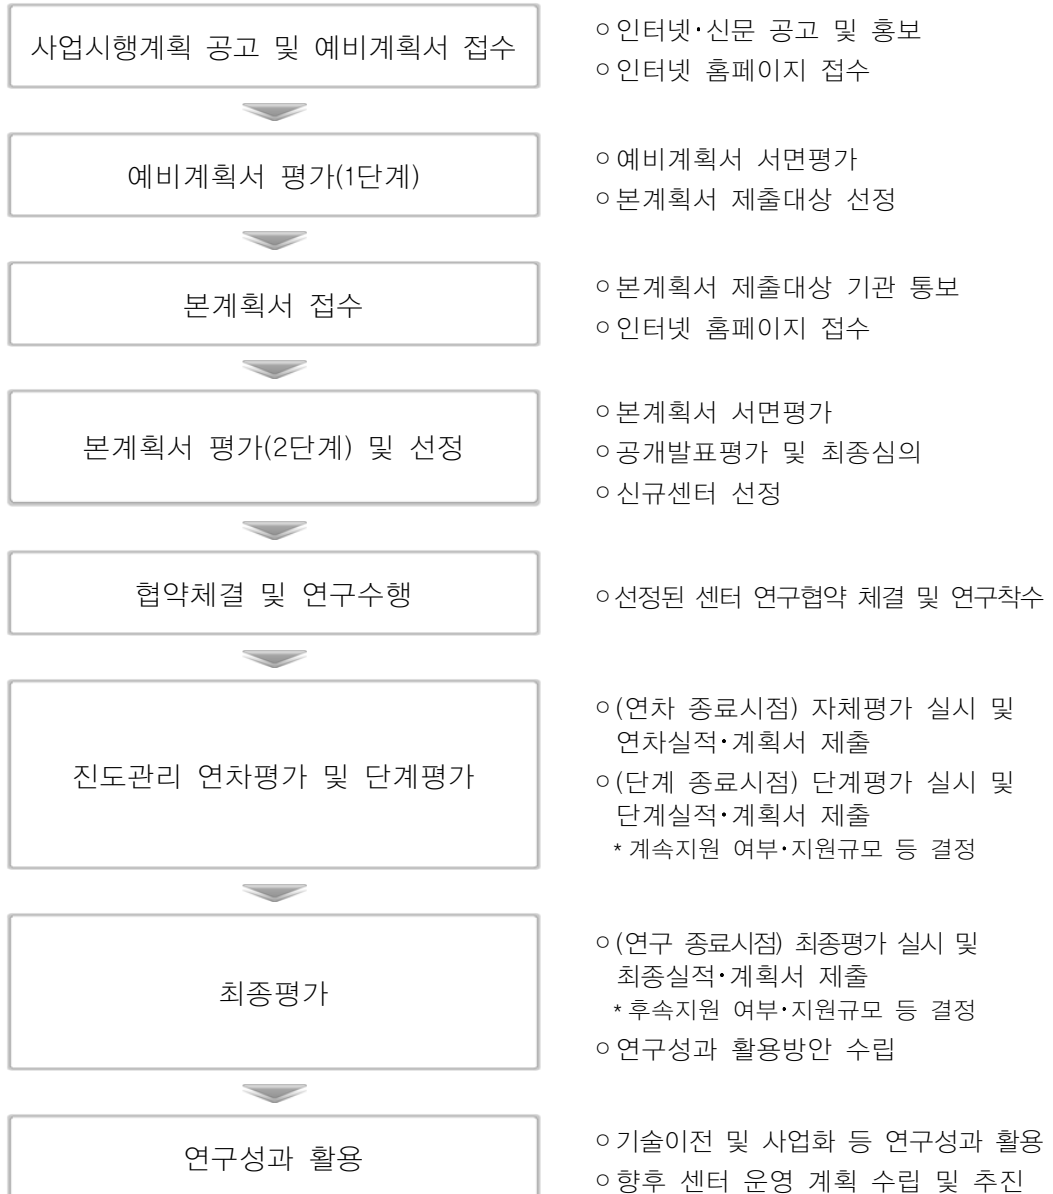 사업시행계획 공고 및 예비계획서 접수
○ 인터넷·신문 공고 및 홍보
○ 인터넷 홈페이지 접수
예비계획서 평가(1단계)
○ 예비계획서 서면평가
○ 본계획서 제출대상 선정
본계획서 접수
○ 본계획서 제출대상 기관 통보
○ 인터넷 홈페이지 접수
본계획서 평가(2단계) 및 선정
○ 본계획서 서면평가
○ 공개발표평가 및 최종심의
○ 신규센터 선정
협약체결 및 연구수행
○ 선정된 센터 연구협약 체결 및 연구착수
진도관리 연차평가 및 단계평가
○ (연차 종료시점) 자체평가 실시 및
연차실적·계획서 제출
○ (단계 종료시점) 단계평가 실시 및
단계실적·계획서 제출
* 계속지원 여부·지원규모 등 결정
최종평가
○ (연구 종료시점) 최종평가 실시 및
최종실적·계획서 제출
* 후속지원 여부·지원규모 등 결정
○ 연구성과 활용방안 수립
연구성과 활용
○ 기술이전 및 사업화 등 연구성과 활용
○ 향후 센터 운영 계획 수립 및 추진